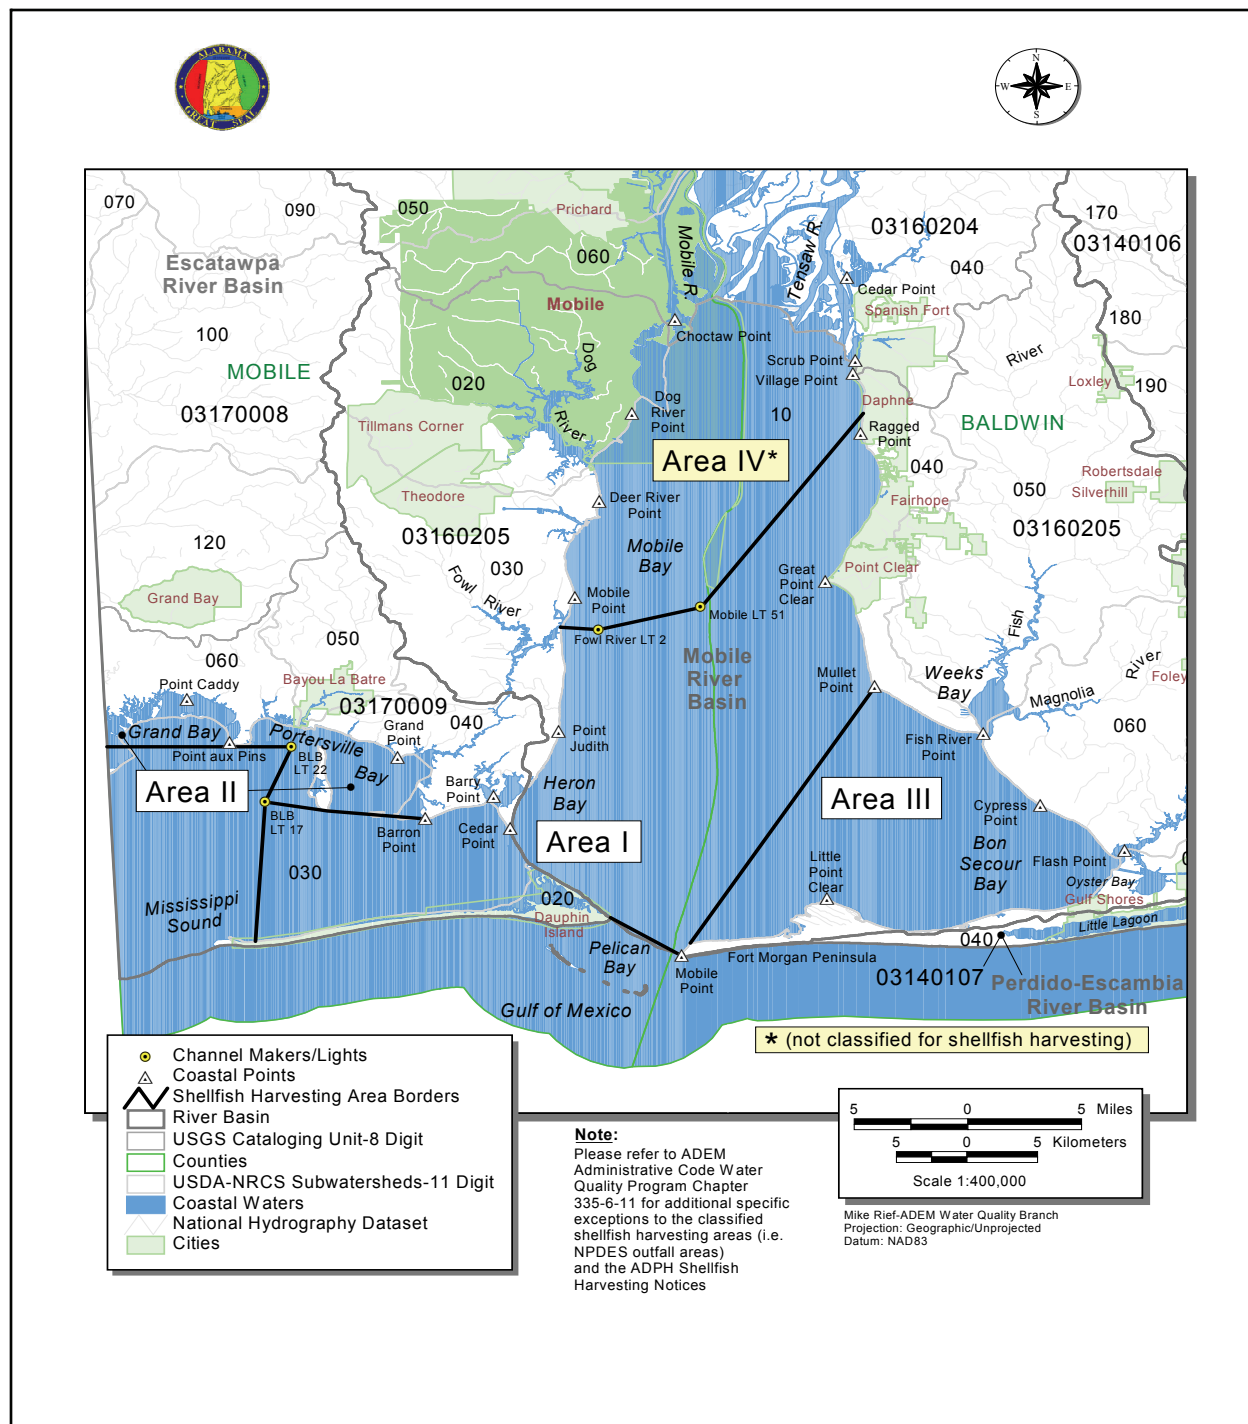 ALABAMA
GREAT SEAL
N
W
E
S
070
090
050
Prichard
Mobile R.
Tensaw R.
03160204
170
03140106
Escatawpa
River Basin
060
040
Cedar Point
Spanish Fort
Mobile
100
Choctaw Point
180
MOBILE
Dog
River
020
Scrub Point
Village Point
River
Loxley
190
03170008
10
Daphne
Tillmans Corner
Dog
River
Point
Ragged
Point
BALDWIN
Area IV*
040
Robertsdale
Silverhill
Theodore
Deer River
Point
Fairhope
050
03160205
03160205
120
Mobile
Bay
030
Fowl River
Great
Point
Clear
Point Clear
Grand Bay
Mobile
Point
Mobile LT 51
Fish
River
Fowl River LT 2
050
Mobile
River
Basin
060
Point Caddy
Bayou La Batre
Mullet
Point
Weeks
Bay
Magnolia
Foley
03170009
040
060
Grand Bay
Portersville
Bay
Grand
Point
Point
Judith
Fish River
Point
Point aux Pins
BLB
LT 22
Area II
Barry
Point
Heron
Bay
Area III
Cypress
Point
BLB
LT 17
Barron
Point
Cedar
Point
Area I
Bon
Secour
Bay
Flash Point
Little
Point
Clear
030
Oyster Bay
Mississippi
Sound
020
Gulf Shores
Dauphin
Island
Little Lagoon
Pelican
Bay
040
Fort Morgan Peninsula
Mobile
Point
03140107
Perdido-Escambia
River Basin
Gulf of Mexico
* (not classified for shellfish harvesting)
Channel Makers/Lights
Coastal Points
Shellfish Harvesting Area Borders
River Basin
USGS Cataloging Unit-8 Digit
Counties
USDA-NRCS Subwatersheds-11 Digit
Coastal Waters
National Hydrography Dataset
Cities
Note:
Please refer to ADEM
Administrative Code Water
Quality Program Chapter
335-6-11 for additional specific
exceptions to the classified
shellfish harvesting areas (i.e.
NPDES outfall areas)
and the ADPH Shellfish
Harvesting Notices
5 0 5 Miles
5 0 5 Kilometers
Scale 1:400,000
Mike Rief-ADEM Water Quality Branch
Projection: Geographic/Unprojected
Datum: NAD83